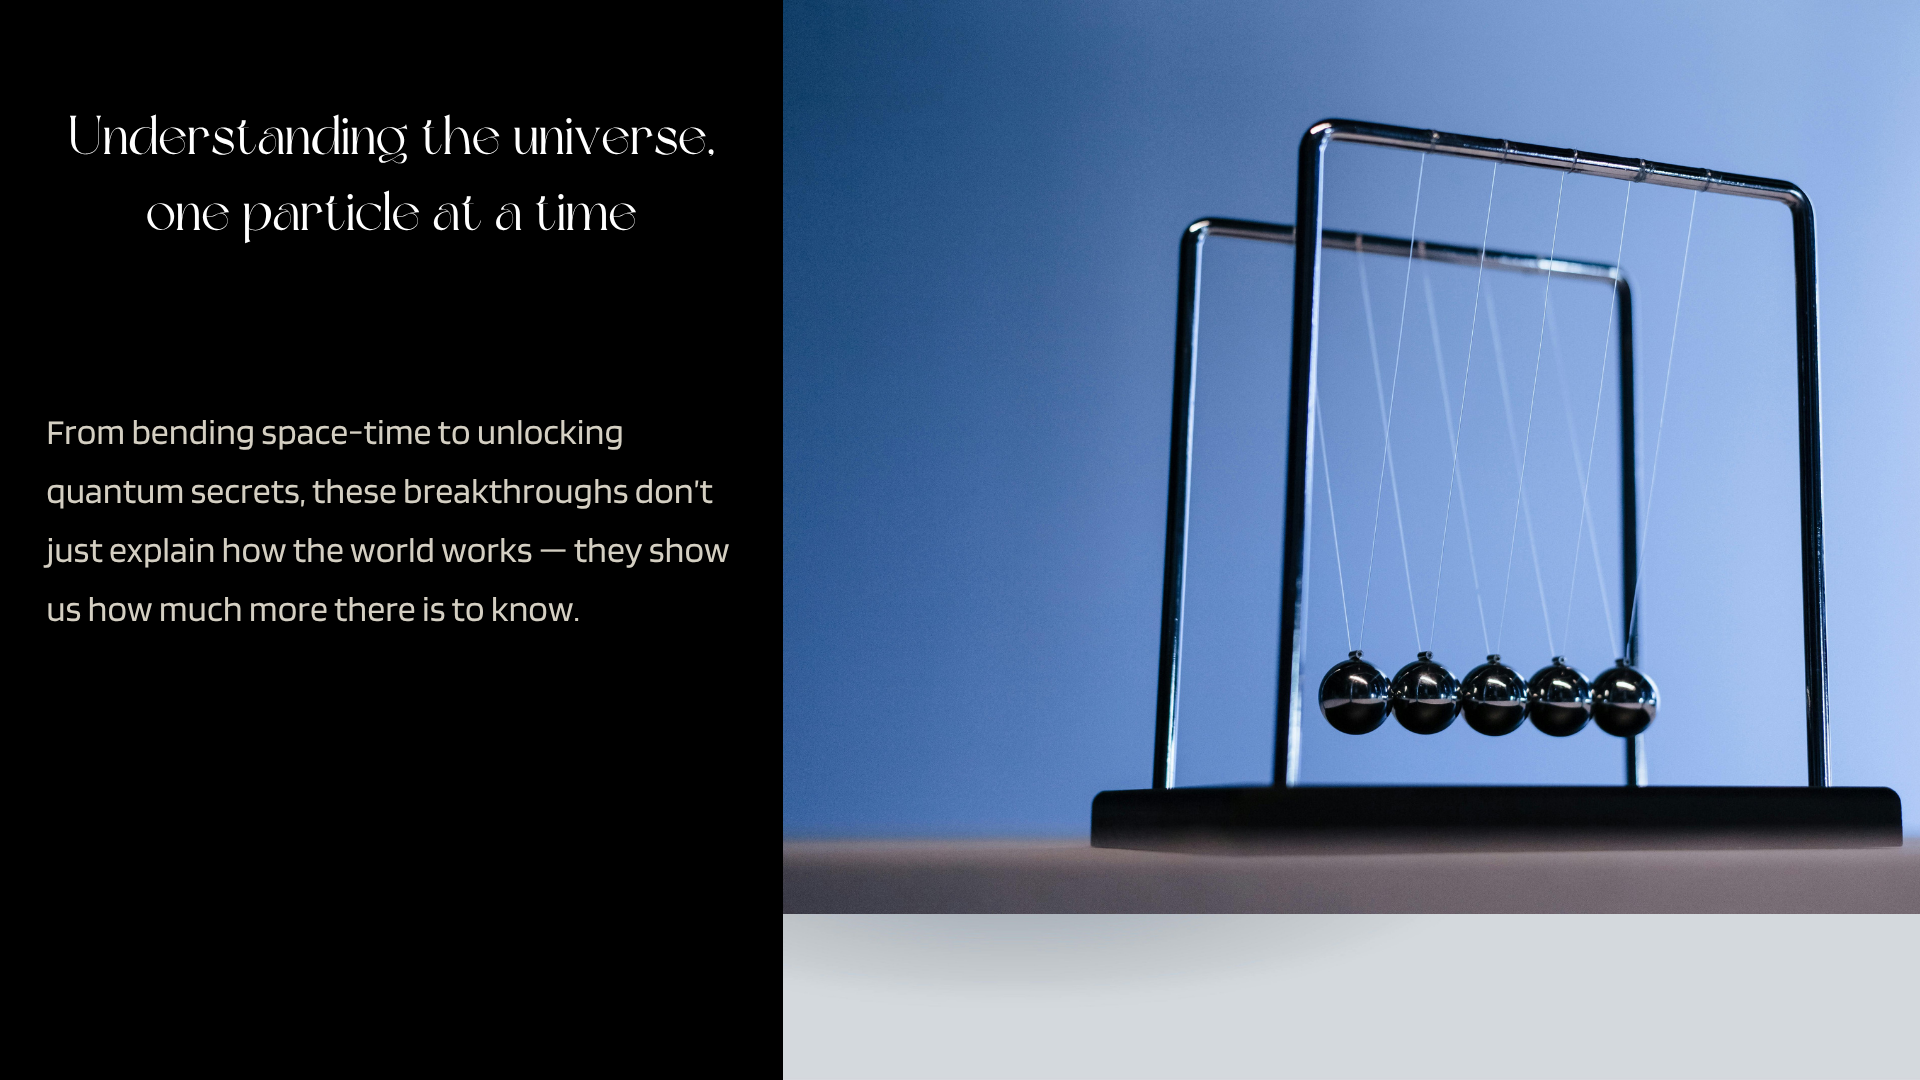 Understanding the universe,
one particle at a time
From bending space-time to unlocking
quantum secrets, these breakthroughs don't
just explain how the world works — they show
us how much more there is to know.